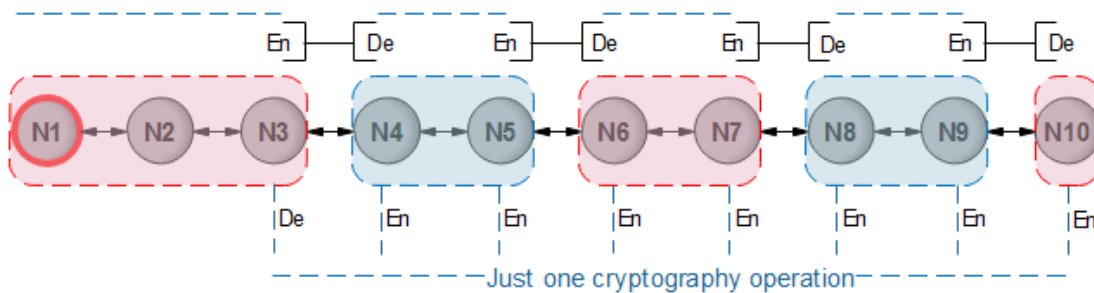 En De En De En De En De
N1 N2 N3 N4 N5 N6 N7 N8 N9 N10
De En En En En En En En
Just one cryptography operation